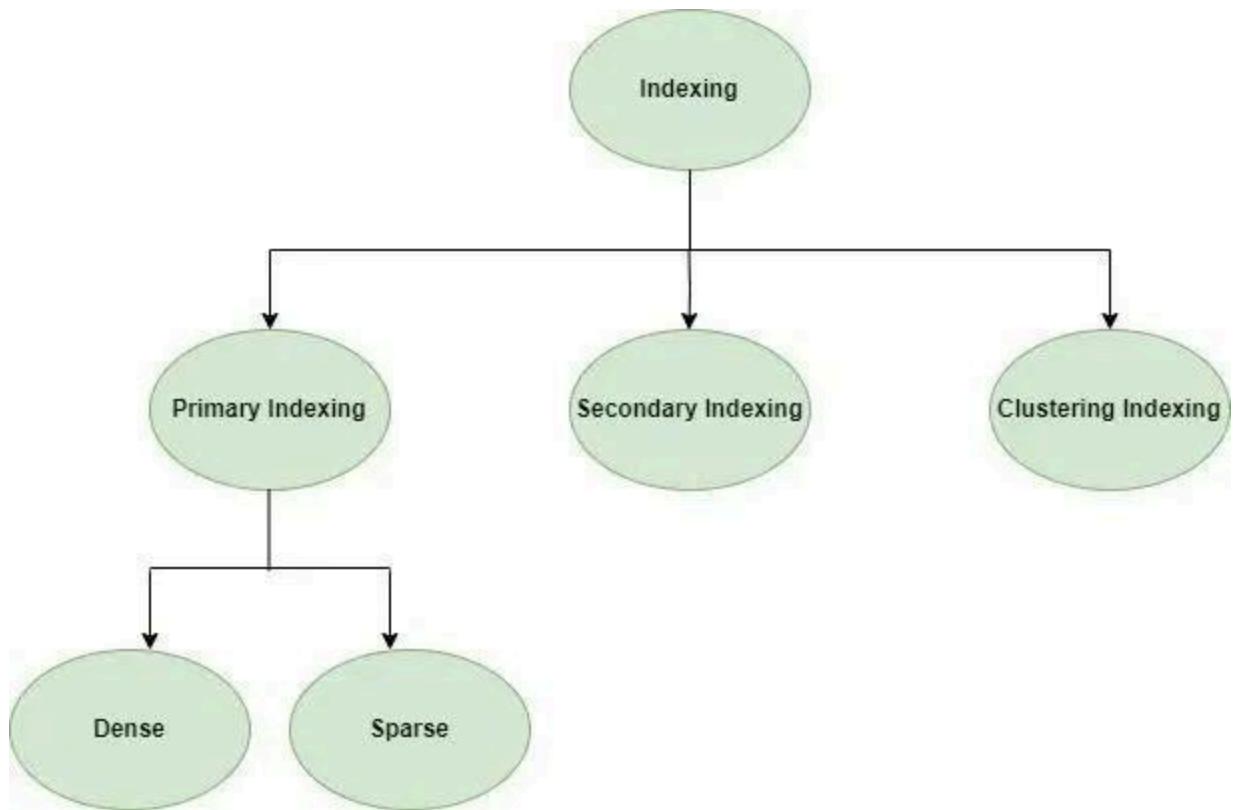 Indexing
Primary Indexing
Secondary Indexing
Clustering Indexing
Dense
Sparse